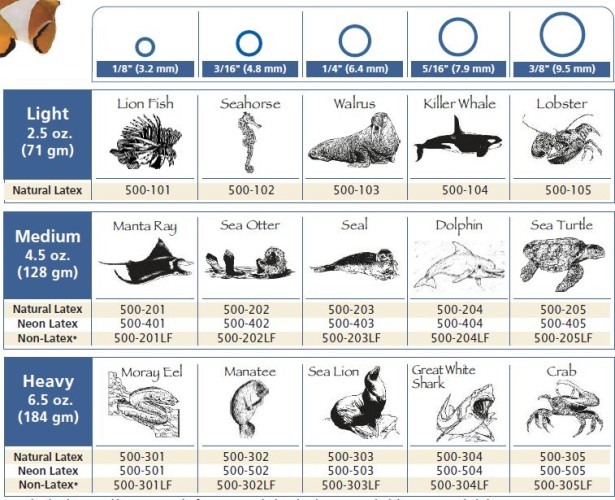 1/8" (3.2 mm) 3/16" (4.8 mm) 1/4" (6.4 mm) 5/16" (7.9 mm) 3/8" (9.5 mm)
Light
2.5 oz.
(71 gm)
Lion Fish Seahorse Walrus Killer Whale Lobster
Natural Latex 500-101 500-102 500-103 500-104 500-105
Medium
4.5 oz.
(128 gm)
Manta Ray Sea Otter Seal Dolphin Sea Turtle
Natural Latex 500-201 500-202 500-203 500-204 500-205
Neon Latex 500-401 500-402 500-403 500-404 500-405
Non-Latex* 500-201LF 500-202LF 500-203LF 500-204LF 500-205LF
Heavy
6.5 oz.
(184 gm)
Moray Eel Manatee Sea Lion Great White Shark Crab
Natural Latex 500-301 500-302 500-303 500-304 500-305
Neon Latex 500-501 500-502 500-503 500-504 500-505
Non-Latex* 500-301LF 500-302LF 500-303LF 500-304LF 500-305LF